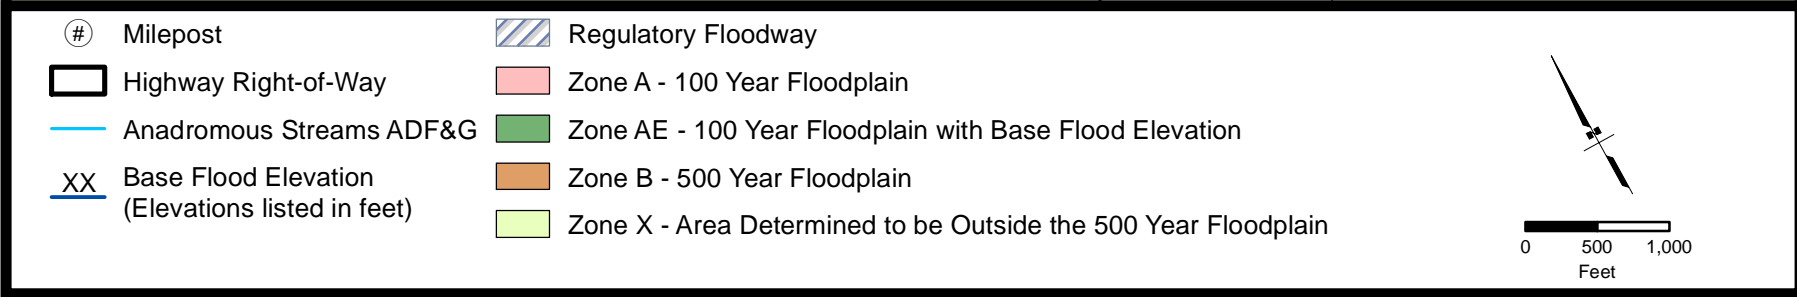 # Milepost
Highway Right-of-Way
Anadromous Streams ADF&G
XX Base Flood Elevation
(Elevations listed in feet)
Regulatory Floodway
Zone A - 100 Year Floodplain
Zone AE - 100 Year Floodplain with Base Flood Elevation
Zone B - 500 Year Floodplain
Zone X - Area Determined to be Outside the 500 Year Floodplain
0 500 1,000
Feet